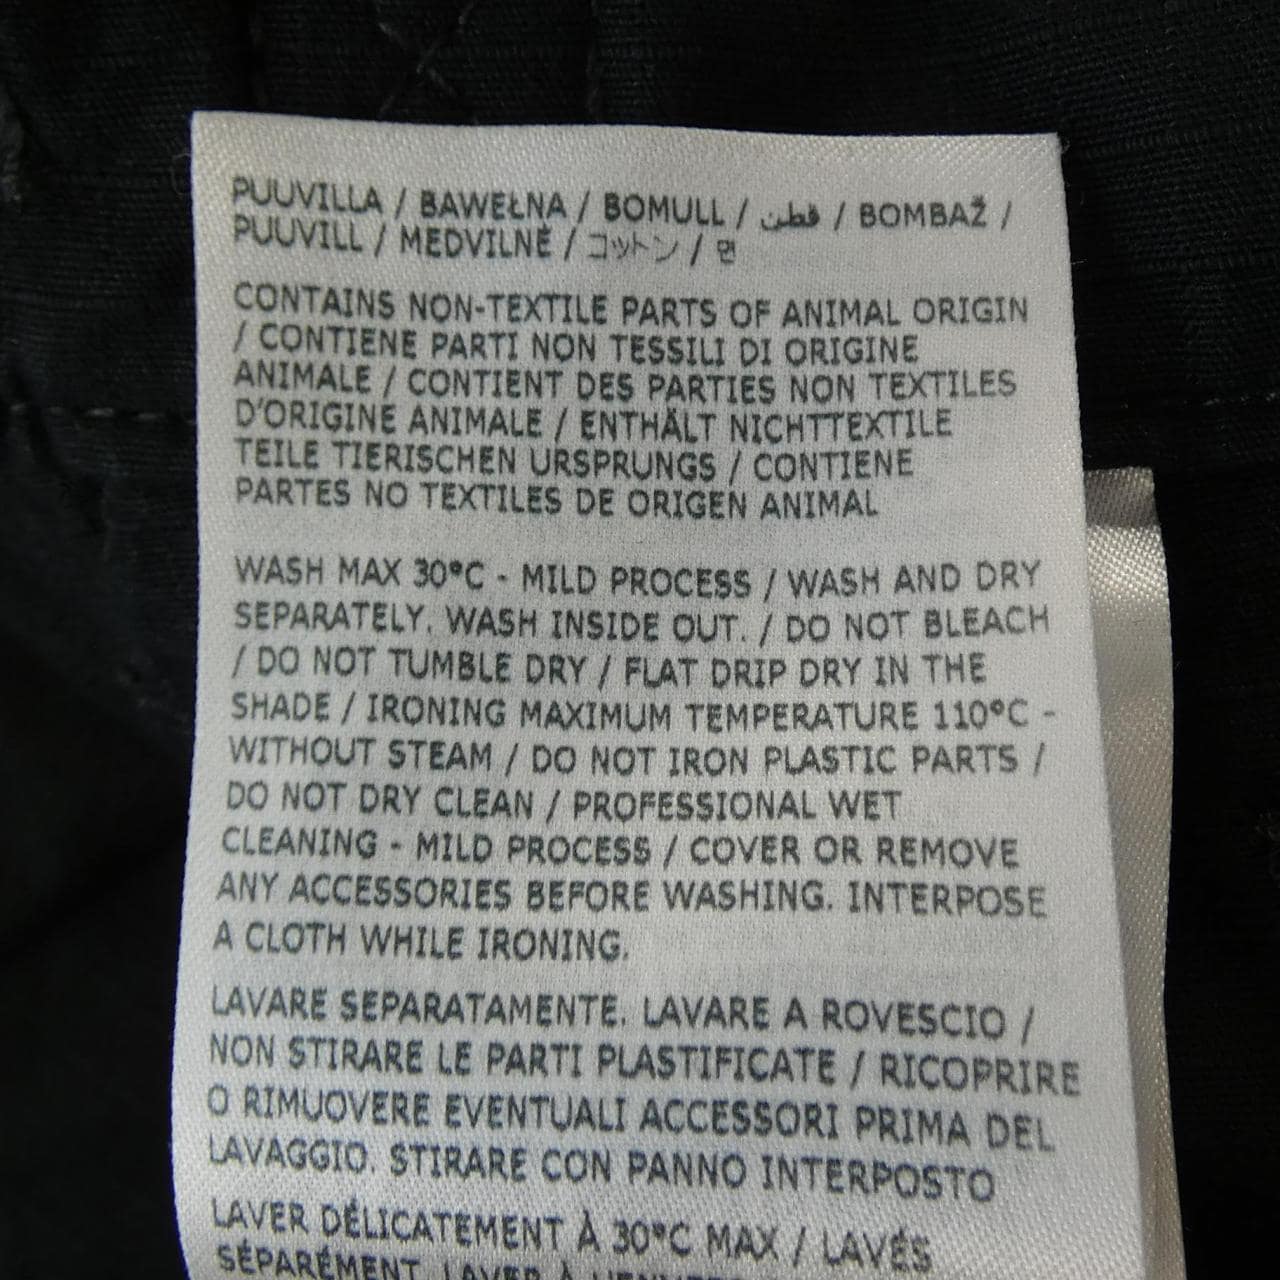 PUUVILLA / BAWEŁNA / BOMULL / قطن / BOMBAŽ /
PUUVILL / MEDVILNĖ / コットン / 면
CONTAINS NON-TEXTILE PARTS OF ANIMAL ORIGIN
/ CONTIENE PARTI NON TESSILI DI ORIGINE
ANIMALE / CONTIENT DES PARTIES NON TEXTILES
D'ORIGINE ANIMALE / ENTHÄLT NICHTTEXTILE
TEILE TIERISCHEN URSPRUNGS / CONTIENE
PARTES NO TEXTILES DE ORIGEN ANIMAL
WASH MAX 30°C - MILD PROCESS / WASH AND DRY
SEPARATELY. WASH INSIDE OUT. / DO NOT BLEACH
/ DO NOT TUMBLE DRY / FLAT DRIP DRY IN THE
SHADE / IRONING MAXIMUM TEMPERATURE 110°C -
WITHOUT STEAM / DO NOT IRON PLASTIC PARTS /
DO NOT DRY CLEAN / PROFESSIONAL WET
CLEANING - MILD PROCESS / COVER OR REMOVE
ANY ACCESSORIES BEFORE WASHING. INTERPOSE
A CLOTH WHILE IRONING.
LAVARE SEPARATAMENTE. LAVARE A ROVESCIO /
NON STIRARE LE PARTI PLASTIFICATE / RICOPRIRE
O RIMUOVERE EVENTUALI ACCESSORI PRIMA DEL
LAVAGGIO. STIRARE CON PANNO INTERPOSTO
LAVER DÉLICATEMENT À 30°C MAX / LAVÉS
SÉPARÉMENT. LAVER À